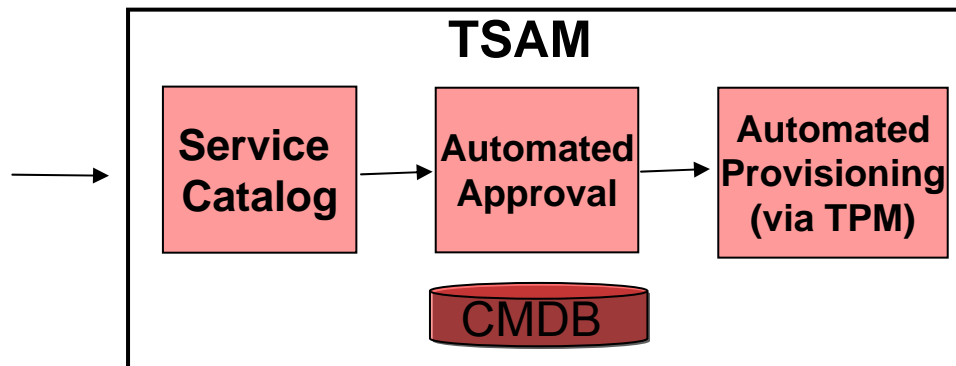 TSAM
Service
Catalog
Automated
Approval
Automated
Provisioning
(via TPM)
CMDB